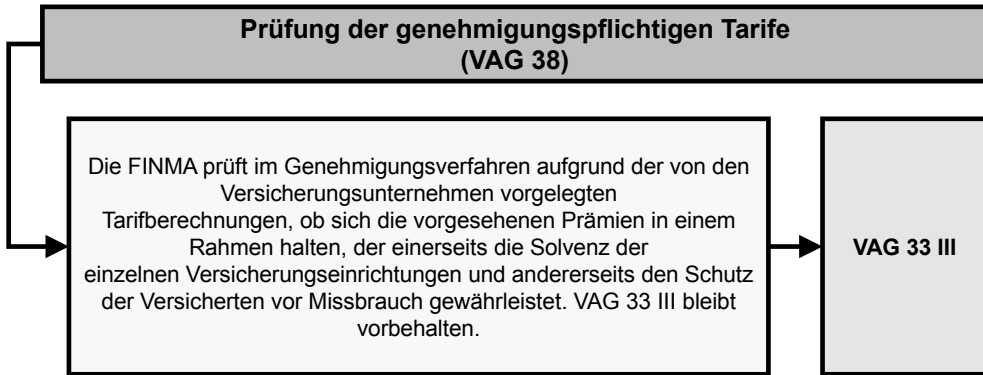 Prüfung der genehmigungspflichtigen Tarife
(VAG 38)
Die FINMA prüft im Genehmigungsverfahren aufgrund der von den
Versicherungsunternehmen vorgelegten
Tarifberechnungen, ob sich die vorgesehenen Prämien in einem
Rahmen halten, der einerseits die Solvenz der
einzelnen Versicherungseinrichtungen und andererseits den Schutz
der Versicherten vor Missbrauch gewährleistet. VAG 33 III bleibt
vorbehalten.
VAG 33 III